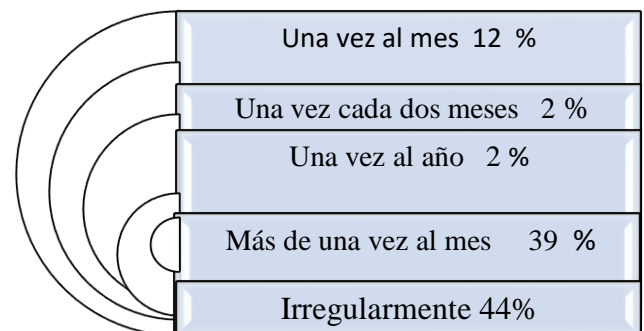 Una vez al mes 12 %
Una vez cada dos meses 2 %
Una vez al año 2 %
Más de una vez al mes 39 %
Irregularmente 44%